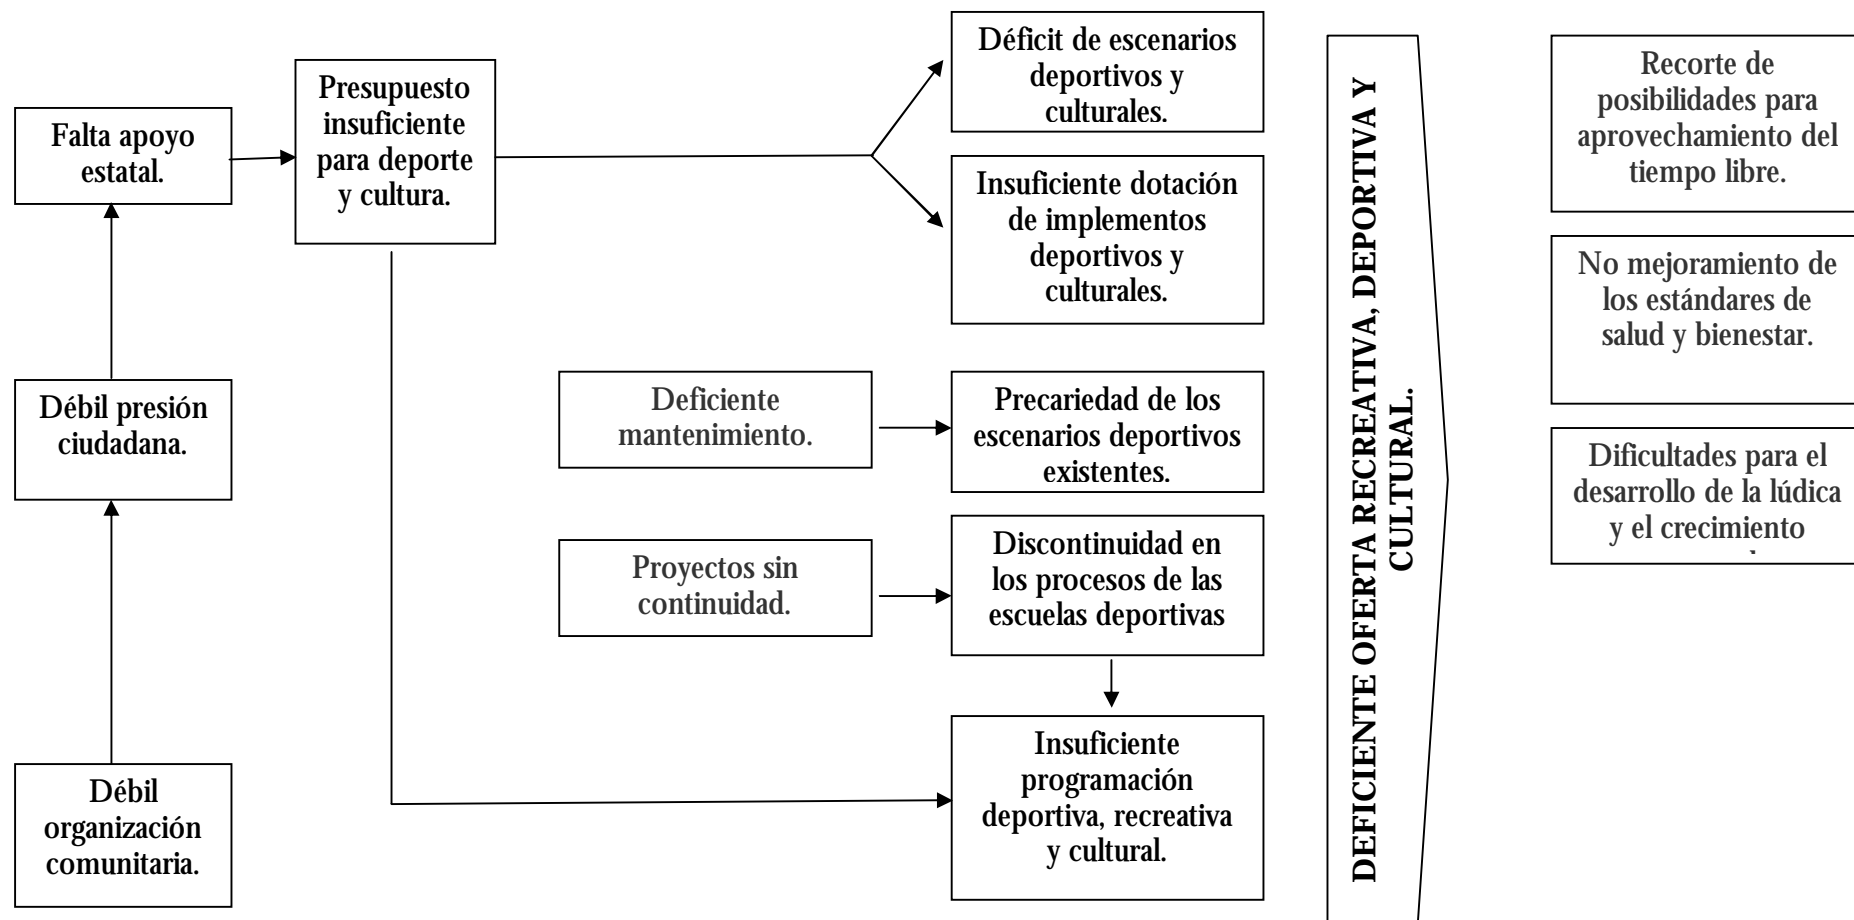 Falta apoyo
estatal.
Débil presión
ciudadana.
Débil
organización
comunitaria.
Presupuesto
insuficiente
para deporte
y cultura.
Deficiente
mantenimiento.
Proyectos sin
continuidad.
Déficit de escenarios
deportivos y
culturales.
Insuficiente dotación
de implementos
deportivos y
culturales.
Precariedad de los
escenarios deportivos
existentes.
Discontinuidad en
los procesos de las
escuelas deportivas
Insuficiente
programación
deportiva, recreativa
y cultural.
DEFICIENTE OFERTA RECREATIVA, DEPORTIVA Y
CULTURAL.
Recorte de
posibilidades para
aprovechamiento del
tiempo libre.
No mejoramiento de
los estándares de
salud y bienestar.
Dificultades para el
desarrollo de la lúdica
y el crecimiento